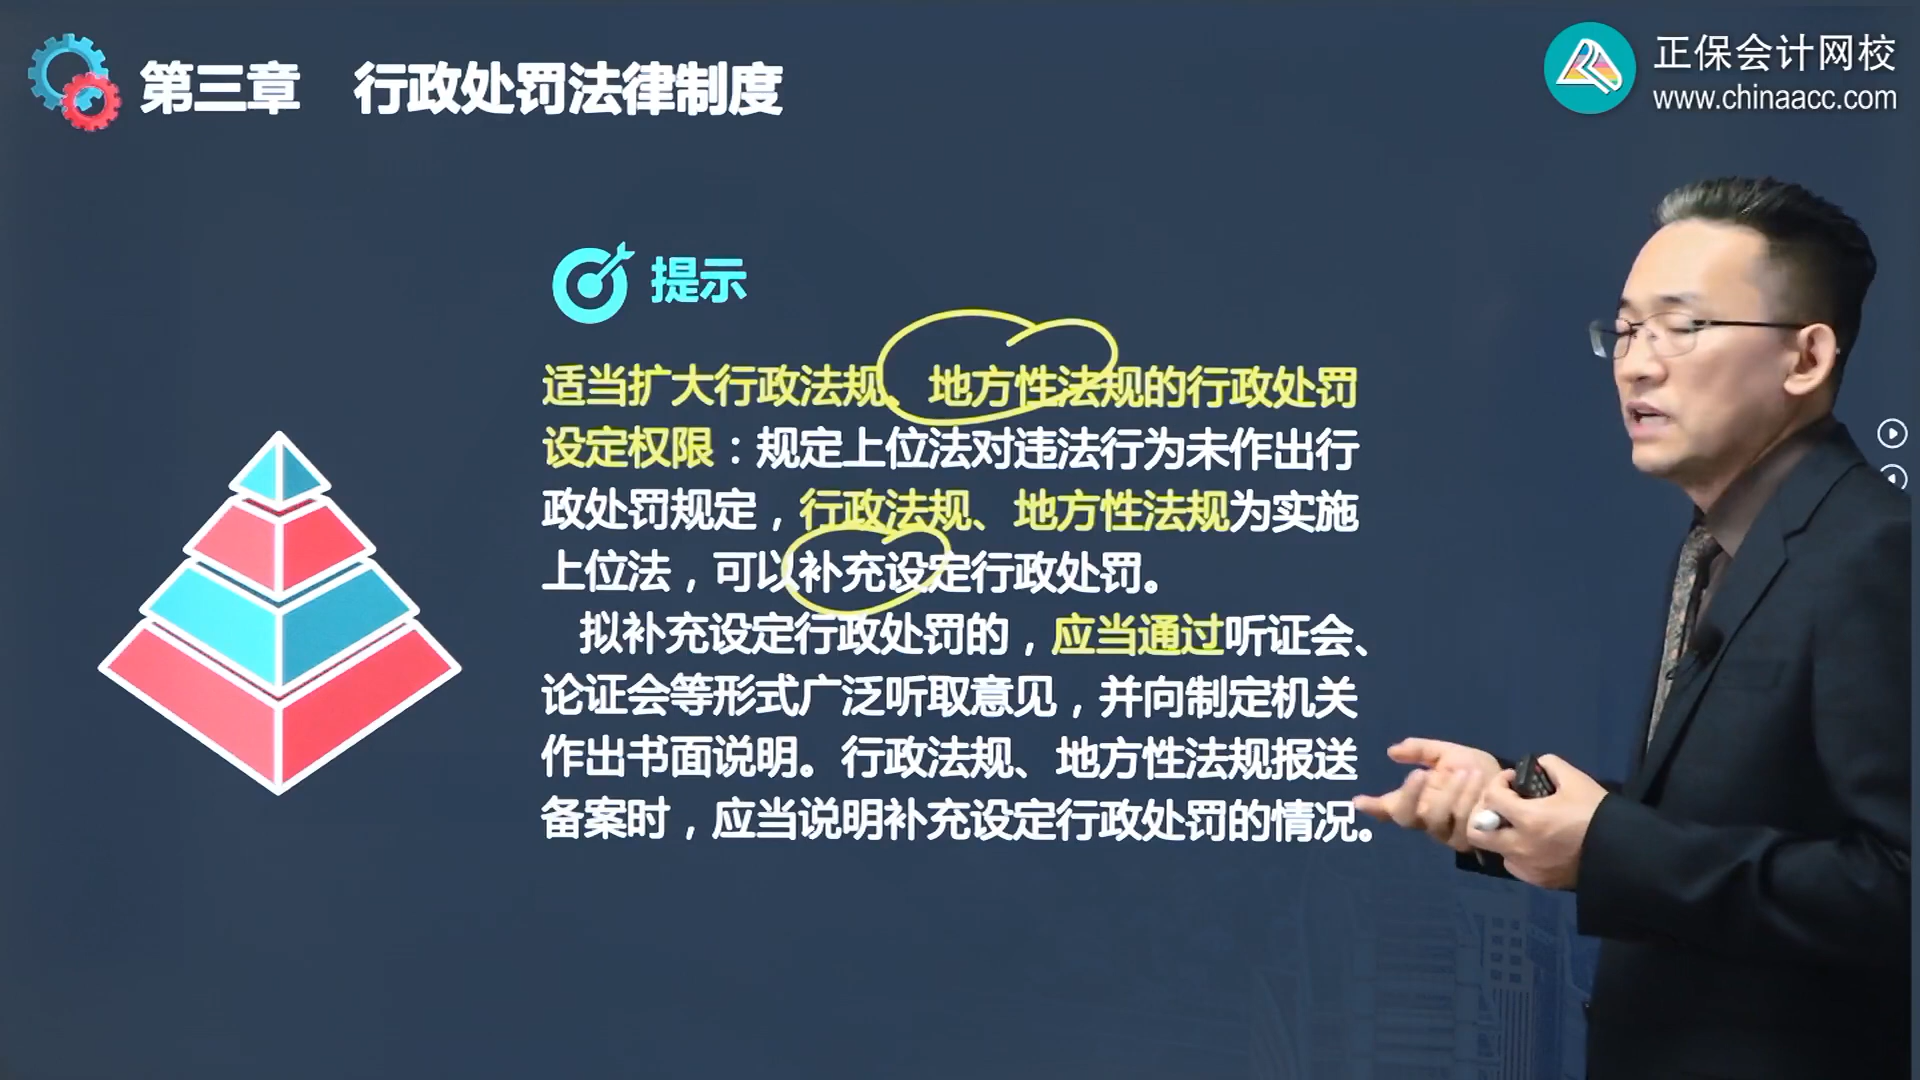 第三章 行政处罚法律制度
正保会计网校
www.chinaacc.com
提示
适当扩大行政法规、地方性法规的行政处罚
设定权限：规定上位法对违法行为未作出行
政处罚规定，行政法规、地方性法规为实施
上位法，可以补充设定行政处罚。
拟补充设定行政处罚的，应当通过听证会、
论证会等形式广泛听取意见，并向制定机关
作出书面说明。行政法规、地方性法规报送
备案时，应当说明补充设定行政处罚的情况。